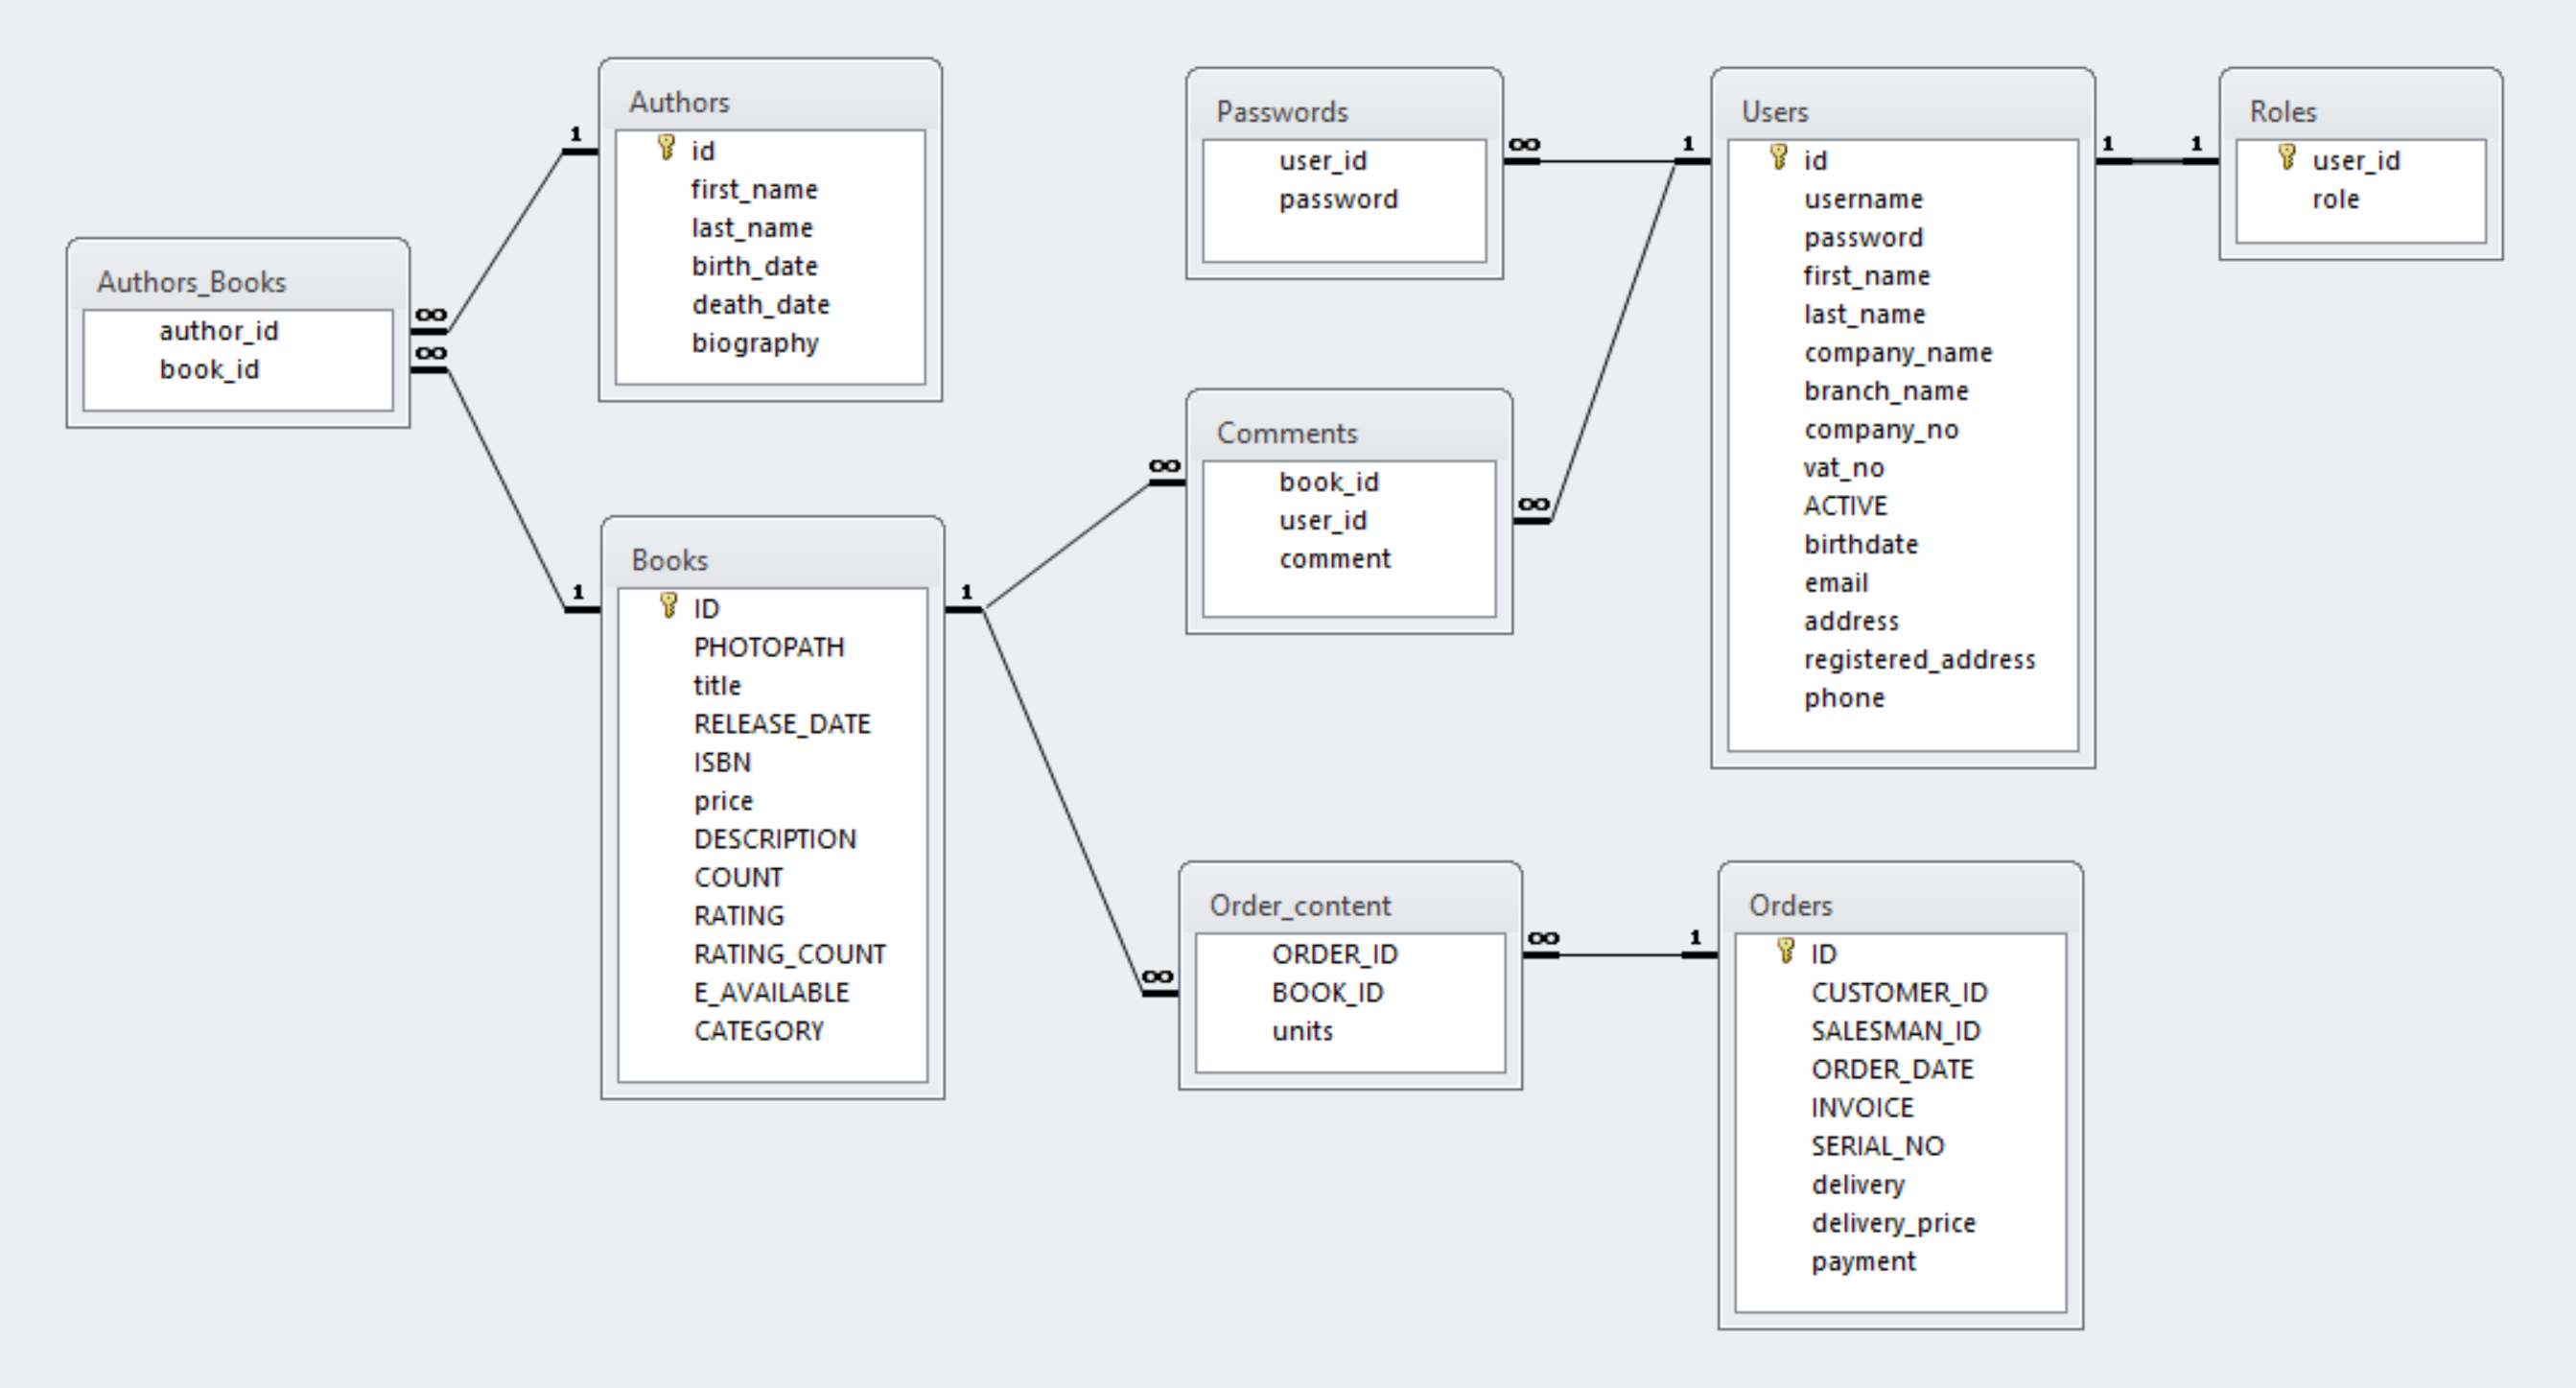 Authors
id
first_name
last_name
birth_date
death_date
biography
Authors_Books
author_id
book_id
Books
ID
PHOTOPATH
title
RELEASE_DATE
ISBN
price
DESCRIPTION
COUNT
RATING
RATING_COUNT
E_AVAILABLE
CATEGORY
Passwords
user_id
password
Comments
book_id
user_id
comment
Order_content
ORDER_ID
BOOK_ID
units
Users
id
username
password
first_name
last_name
company_name
branch_name
company_no
vat_no
ACTIVE
birthdate
email
address
registered_address
phone
Roles
user_id
role
Orders
ID
CUSTOMER_ID
SALESMAN_ID
ORDER_DATE
INVOICE
SERIAL_NO
delivery
delivery_price
payment
1
∞
∞
1
1
∞
∞
∞
1
∞
1
1
∞
1